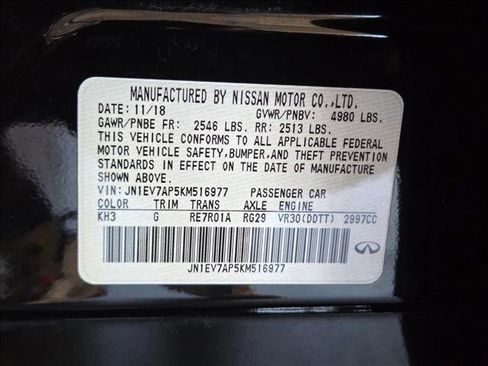 MANUFACTURED BY NISSAN MOTOR CO.,LTD.
DATE: 11/18 GVWR/PNBV: 4980 LBS.
GAWR/PNBE FR: 2546 LBS. RR: 2513 LBS.
THIS VEHICLE CONFORMS TO ALL APPLICABLE FEDERAL
MOTOR VEHICLE SAFETY, BUMPER, AND THEFT PREVENTION
STANDARDS IN EFFECT ON THE DATE OF MANUFACTURE
SHOWN ABOVE.
VIN: JN1EV7AP5KM516977 PASSENGER CAR
COLOR TRIM TRANS AXLE ENGINE
KH3 G RE7R01A RG29 VR30(DDTT) 2997CC
JN1EV7AP5KM516977